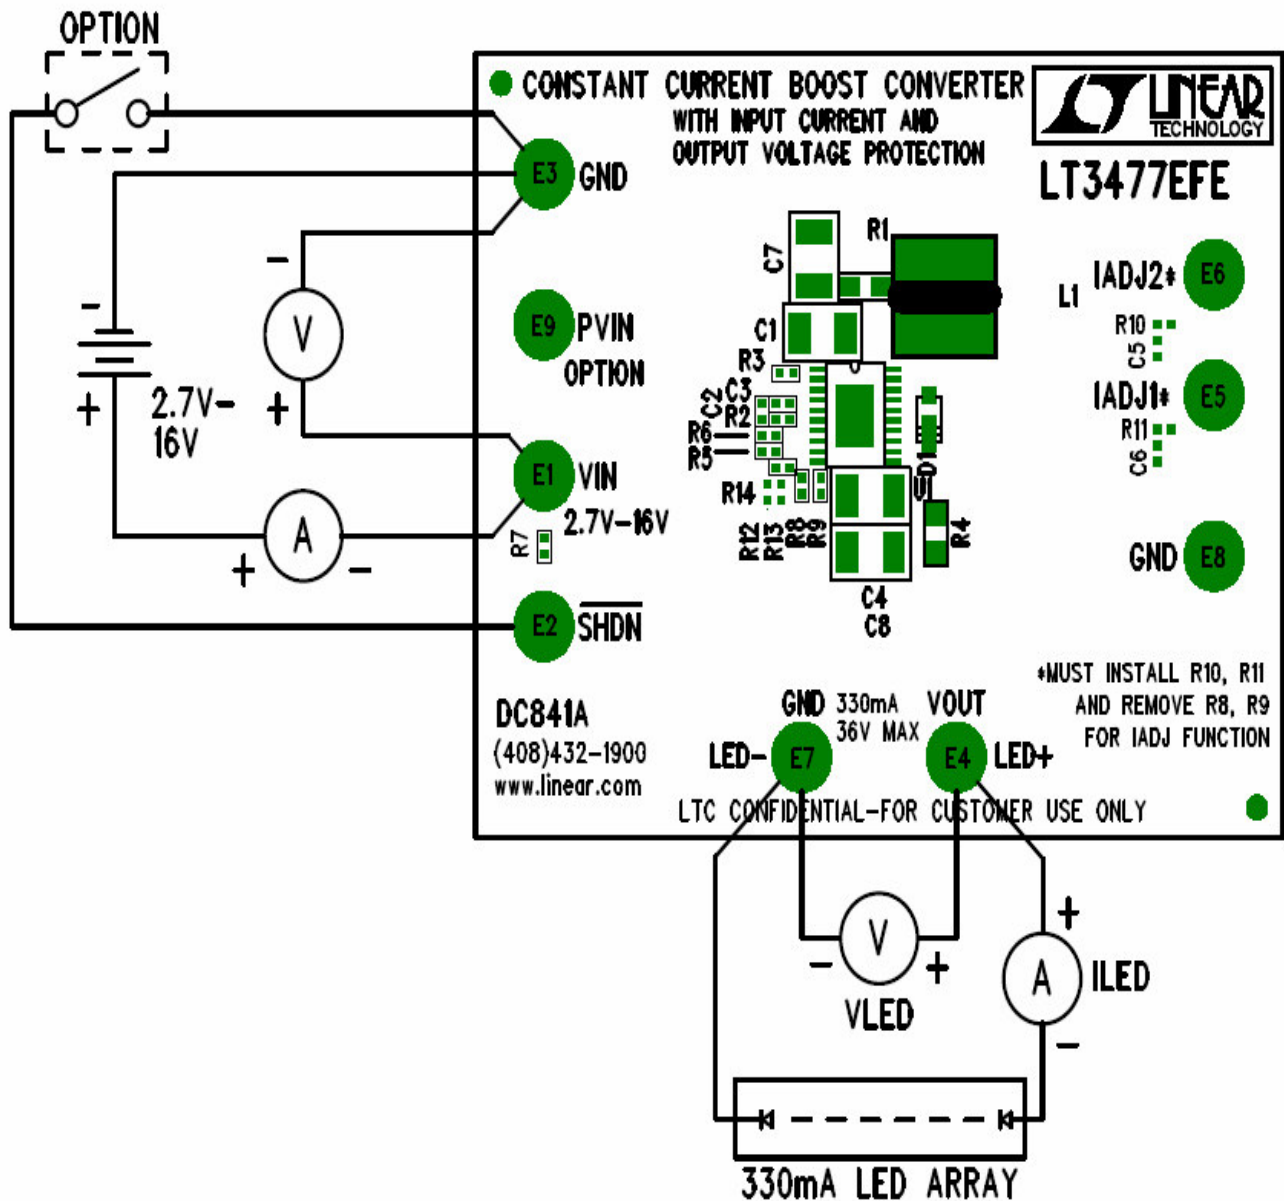 OPTION
CONSTANT CURRENT BOOST CONVERTER
WITH INPUT CURRENT AND
OUTPUT VOLTAGE PROTECTION
LINEAR
TECHNOLOGY
LT3477EFE
E3 GND
C7
R1
L1
IADJ2* E6
R10
C5
E9 PVIN
OPTION
C1
R3
C3
C2
R2
R6
R5
IADJ1* E5
R11
C6
-
V
+
-
+
2.7V-
16V
E1 VIN
2.7V-16V
R7
+
A
-
R14
R12
R13
R8
R9
D1
U1
R4
C4
C8
GND E8
E2 SHDN
*MUST INSTALL R10, R11
AND REMOVE R8, R9
FOR IADJ FUNCTION
DC841A
(408)432-1900
www.linear.com
GND 330mA VOUT
36V MAX
LED- E7 E4 LED+
LTC CONFIDENTIAL-FOR CUSTOMER USE ONLY
-
V
+
VLED
+
A
-
ILED
330mA LED ARRAY